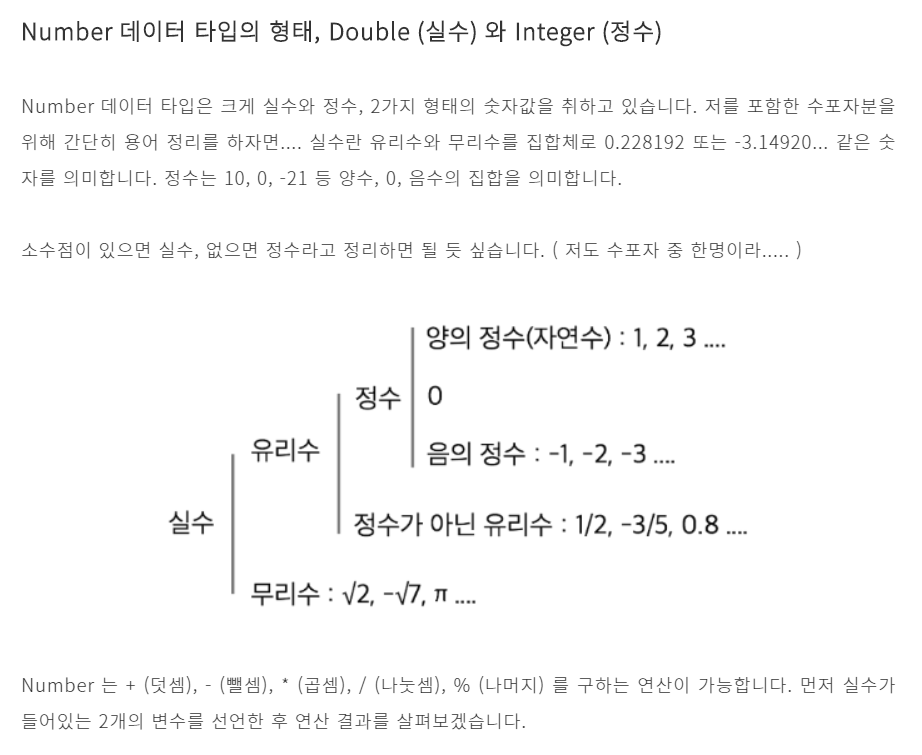 Number 데이터 타입의 형태, Double (실수) 와 Integer (정수)
Number 데이터 타입은 크게 실수와 정수, 2가지 형태의 숫자값을 취하고 있습니다. 저를 포함한 수포자분을
위해 간단히 용어 정리를 하자면.... 실수란 유리수와 무리수를 집합체로 0.228192 또는 -3.14920... 같은 숫
자를 의미합니다. 정수는 10, 0, -21 등 양수, 0, 음수의 집합을 의미합니다.
소수점이 있으면 실수, 없으면 정수라고 정리하면 될 듯 싶습니다. ( 저도 수포자 중 한명이라..... )
양의 정수(자연수) : 1, 2, 3 ....
정수
0
유리수
음의 정수 : -1, -2, -3 ....
실수
정수가 아닌 유리수 : 1/2, -3/5, 0.8 ....
무리수 : √2, -√7, π ....
Number 는 + (덧셈), - (뺄셈), * (곱셈), / (나눗셈), % (나머지) 를 구하는 연산이 가능합니다. 먼저 실수가
들어있는 2개의 변수를 선언한 후 연산 결과를 살펴보겠습니다.